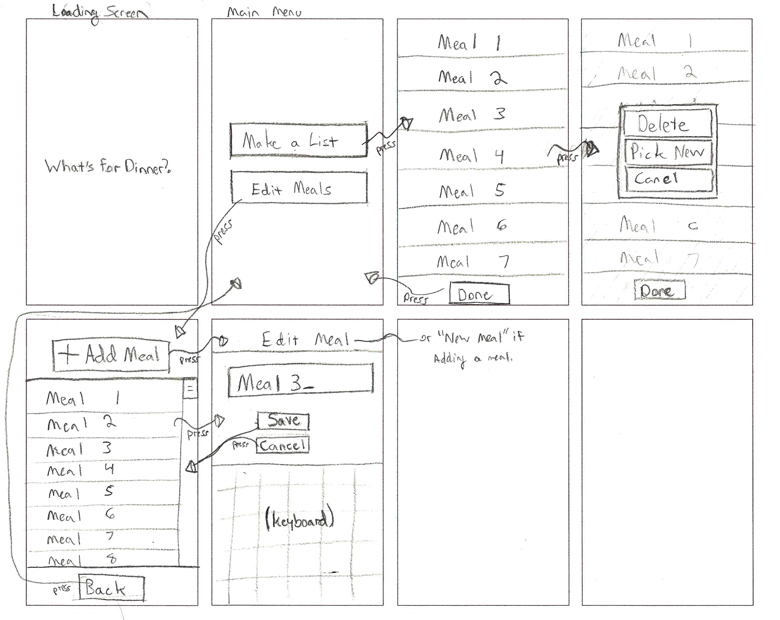 Loading Screen
What's for Dinner?
Main Menu
Make a List
press
Edit Meals
press
Meal 1
Meal 2
Meal 3
Meal 4
press
Meal 5
Meal 6
Meal 7
Done
press
Meal 1
Meal 2
Delete
Pick New
Cancel
Meal 6
Meal 7
Done
+ Add Meal
press
Meal 1
Meal 2
press
Meal 3
Meal 4
Meal 5
Meal 6
Meal 7
Meal 8
press
Back
Edit Meal
or "New Meal" if
Adding a meal.
Meal 3_
Save
press
Cancel
(keyboard)